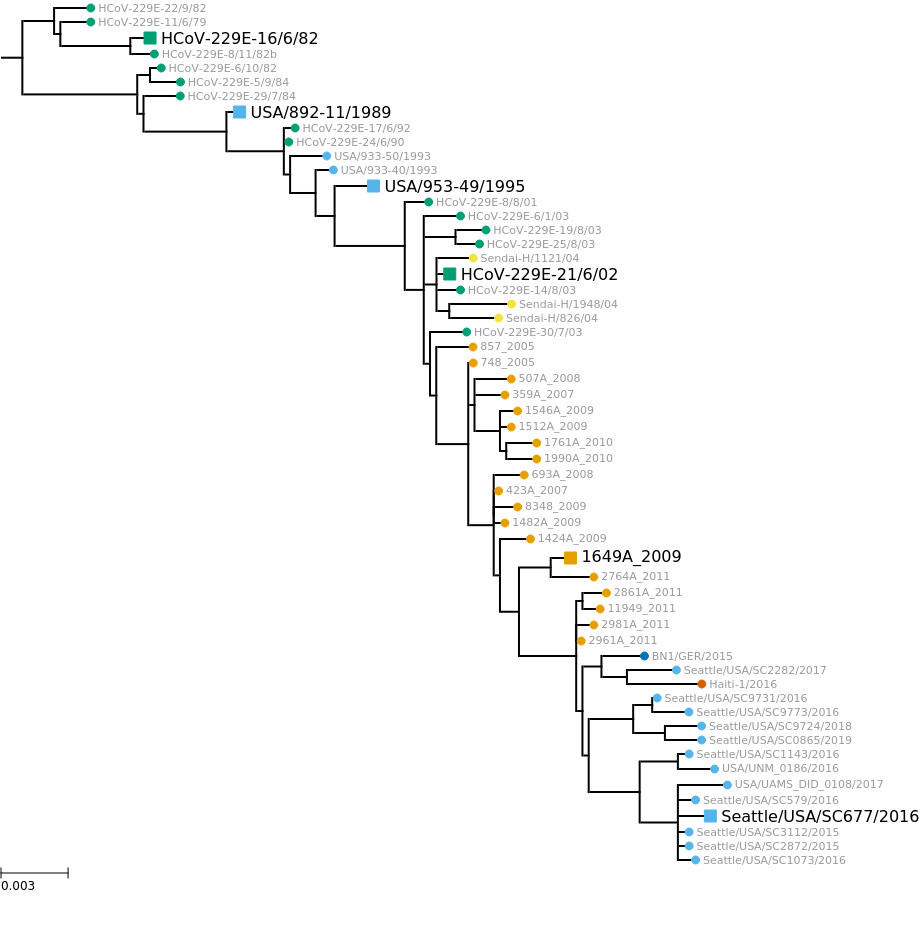 HCoV-229E-22/9/82
HCoV-229E-11/6/79
HCoV-229E-16/6/82
HCoV-229E-8/11/82b
HCoV-229E-6/10/82
HCoV-229E-5/9/84
HCoV-229E-29/7/84
USA/892-11/1989
HCoV-229E-17/6/92
HCoV-229E-24/6/90
USA/933-50/1993
USA/933-40/1993
USA/953-49/1995
HCoV-229E-8/8/01
HCoV-229E-6/1/03
HCoV-229E-19/8/03
HCoV-229E-25/8/03
Sendai-H/1121/04
HCoV-229E-21/6/02
HCoV-229E-14/8/03
Sendai-H/1948/04
Sendai-H/826/04
HCoV-229E-30/7/03
857_2005
748_2005
507A_2008
359A_2007
1546A_2009
1512A_2009
1761A_2010
1990A_2010
693A_2008
423A_2007
8348_2009
1482A_2009
1424A_2009
1649A_2009
2764A_2011
2861A_2011
11949_2011
2981A_2011
2961A_2011
BN1/GER/2015
Seattle/USA/SC2282/2017
Haiti-1/2016
Seattle/USA/SC9731/2016
Seattle/USA/SC9773/2016
Seattle/USA/SC9724/2018
Seattle/USA/SC0865/2019
Seattle/USA/SC1143/2016
USA/UNM_0186/2016
USA/UAMS_DID_0108/2017
Seattle/USA/SC579/2016
Seattle/USA/SC677/2016
Seattle/USA/SC3112/2015
Seattle/USA/SC2872/2015
Seattle/USA/SC1073/2016
0.003